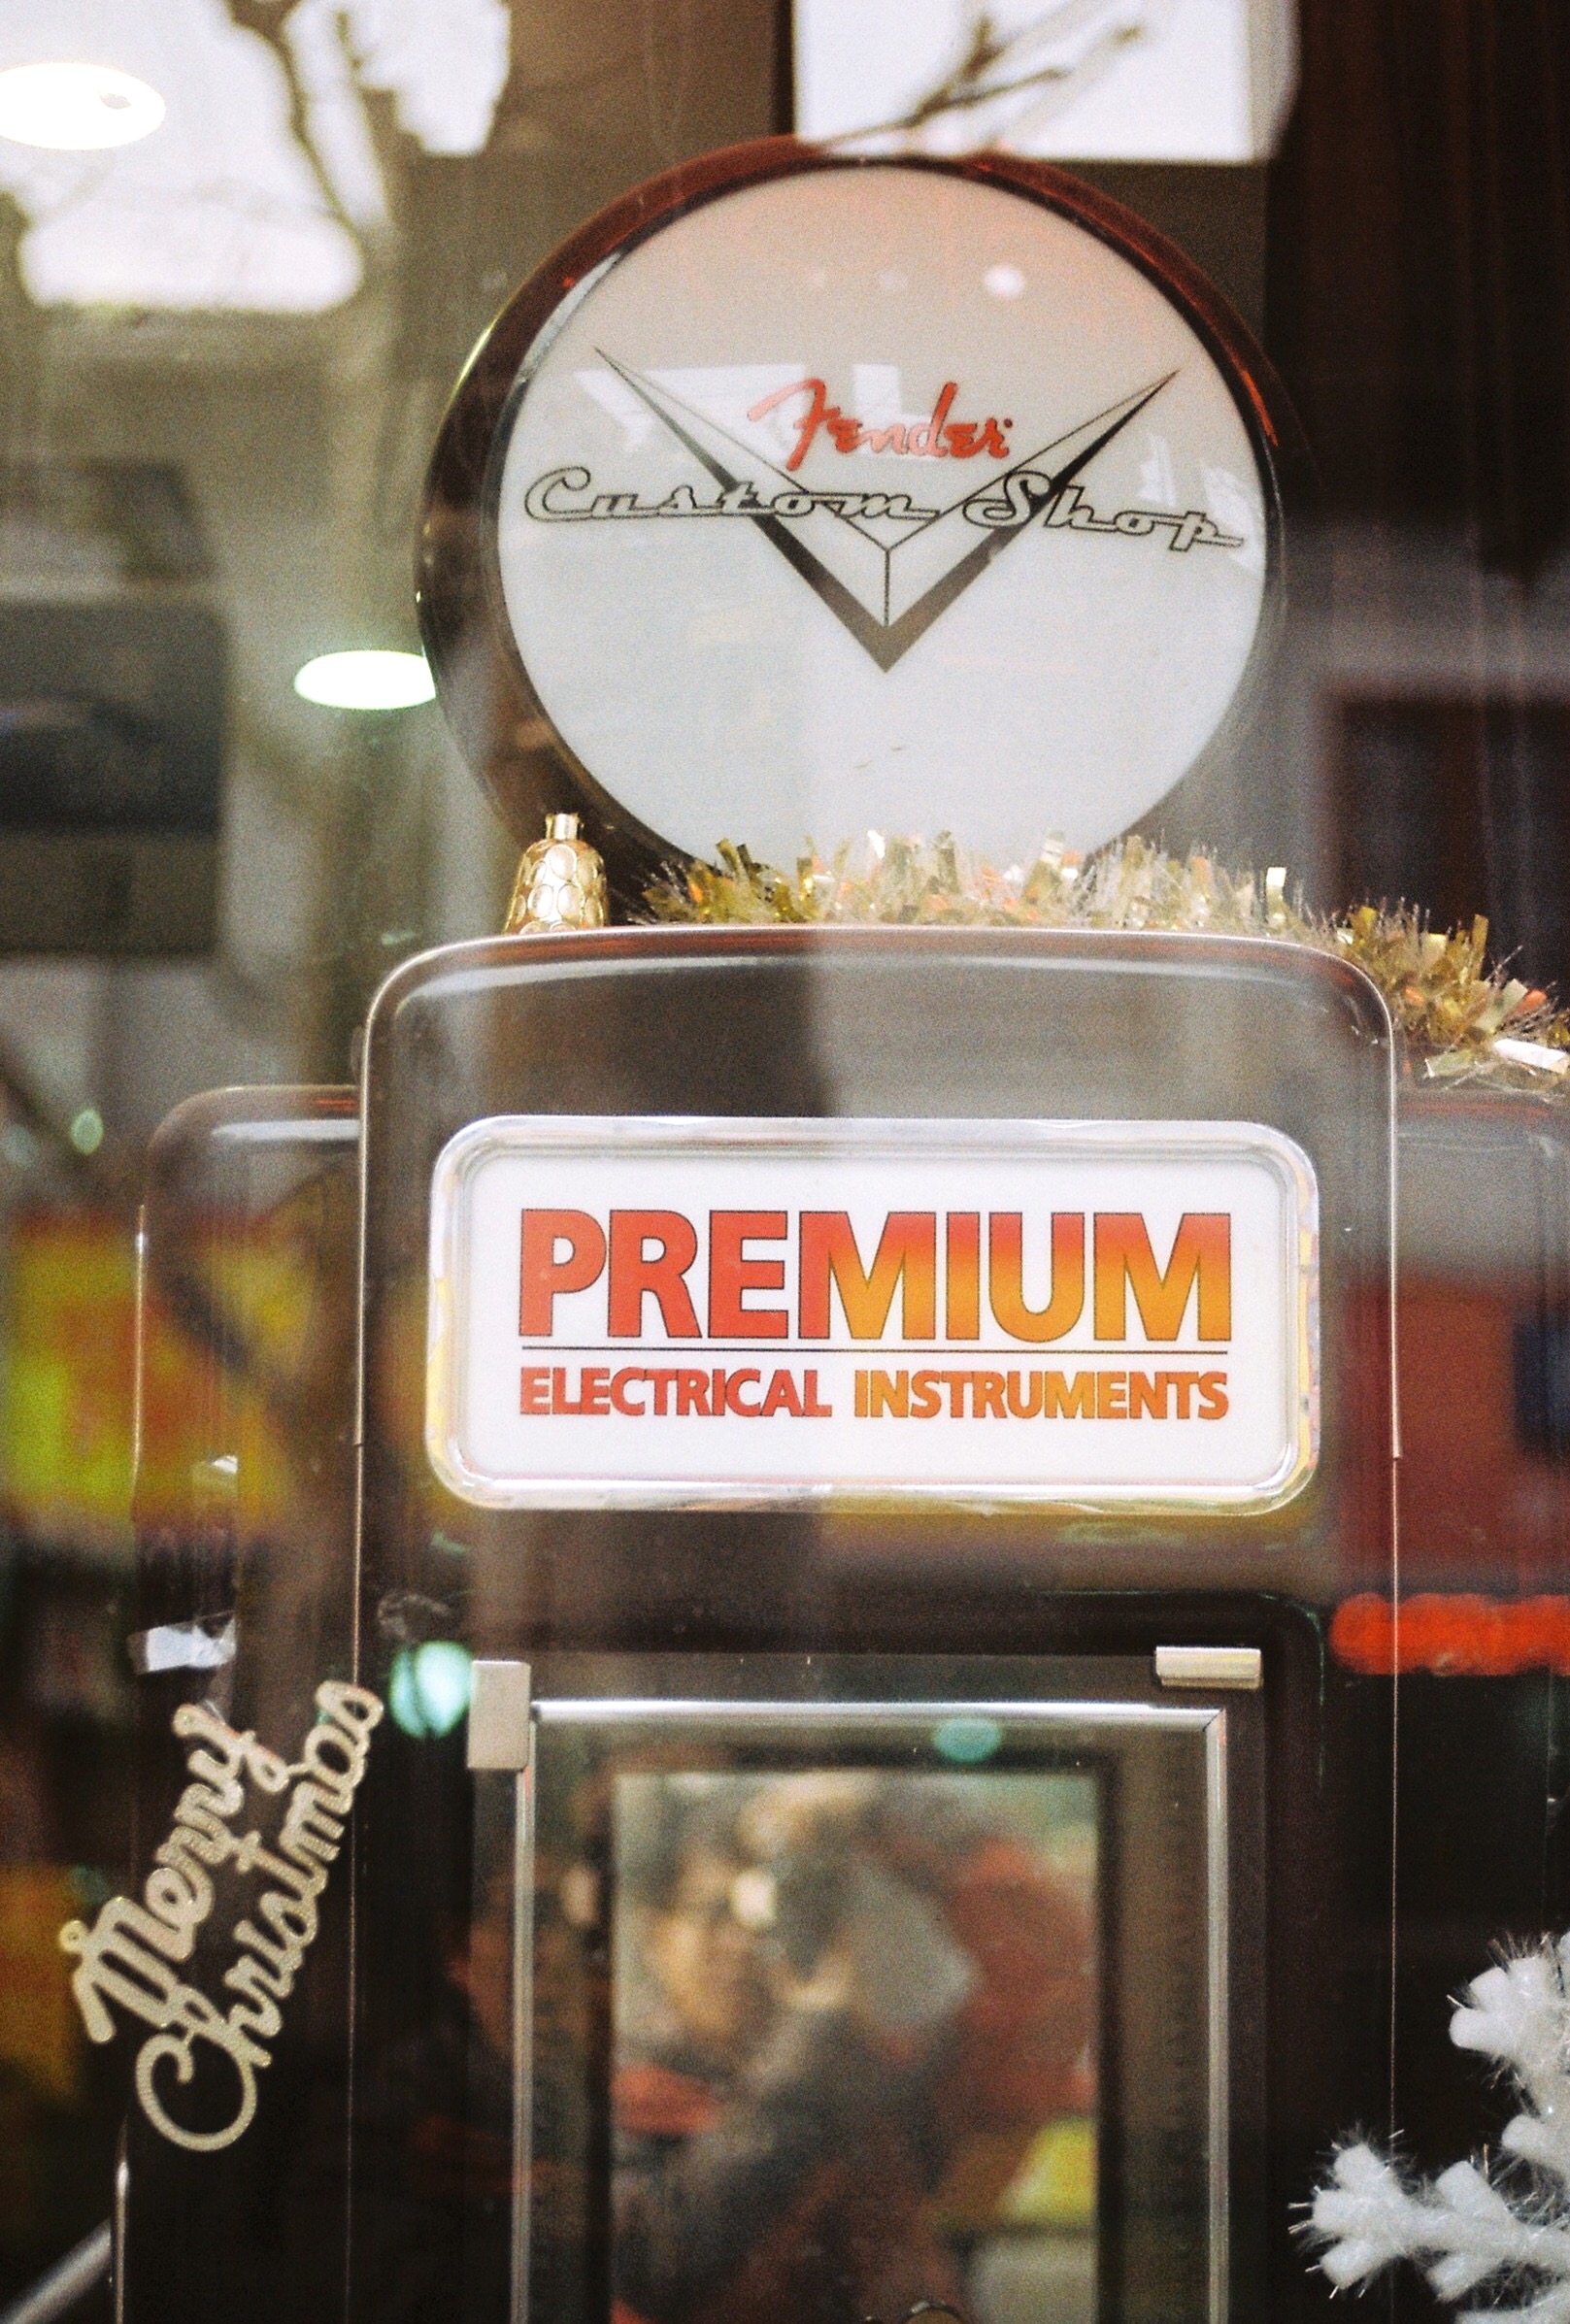 Fender
Custom Shop
PREMIUM
ELECTRICAL INSTRUMENTS
Merry
Christmas